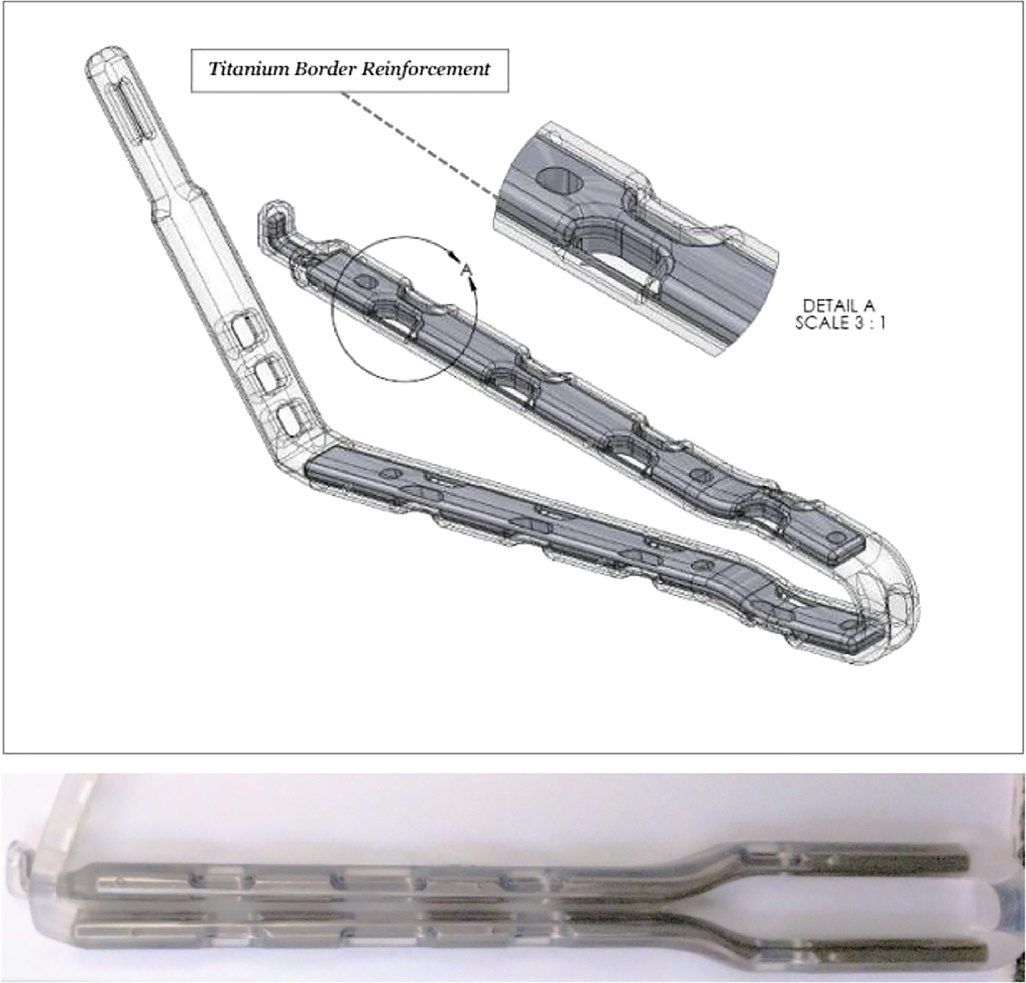 Titanium Border Reinforcement
A
DETAIL A
SCALE 3 : 1